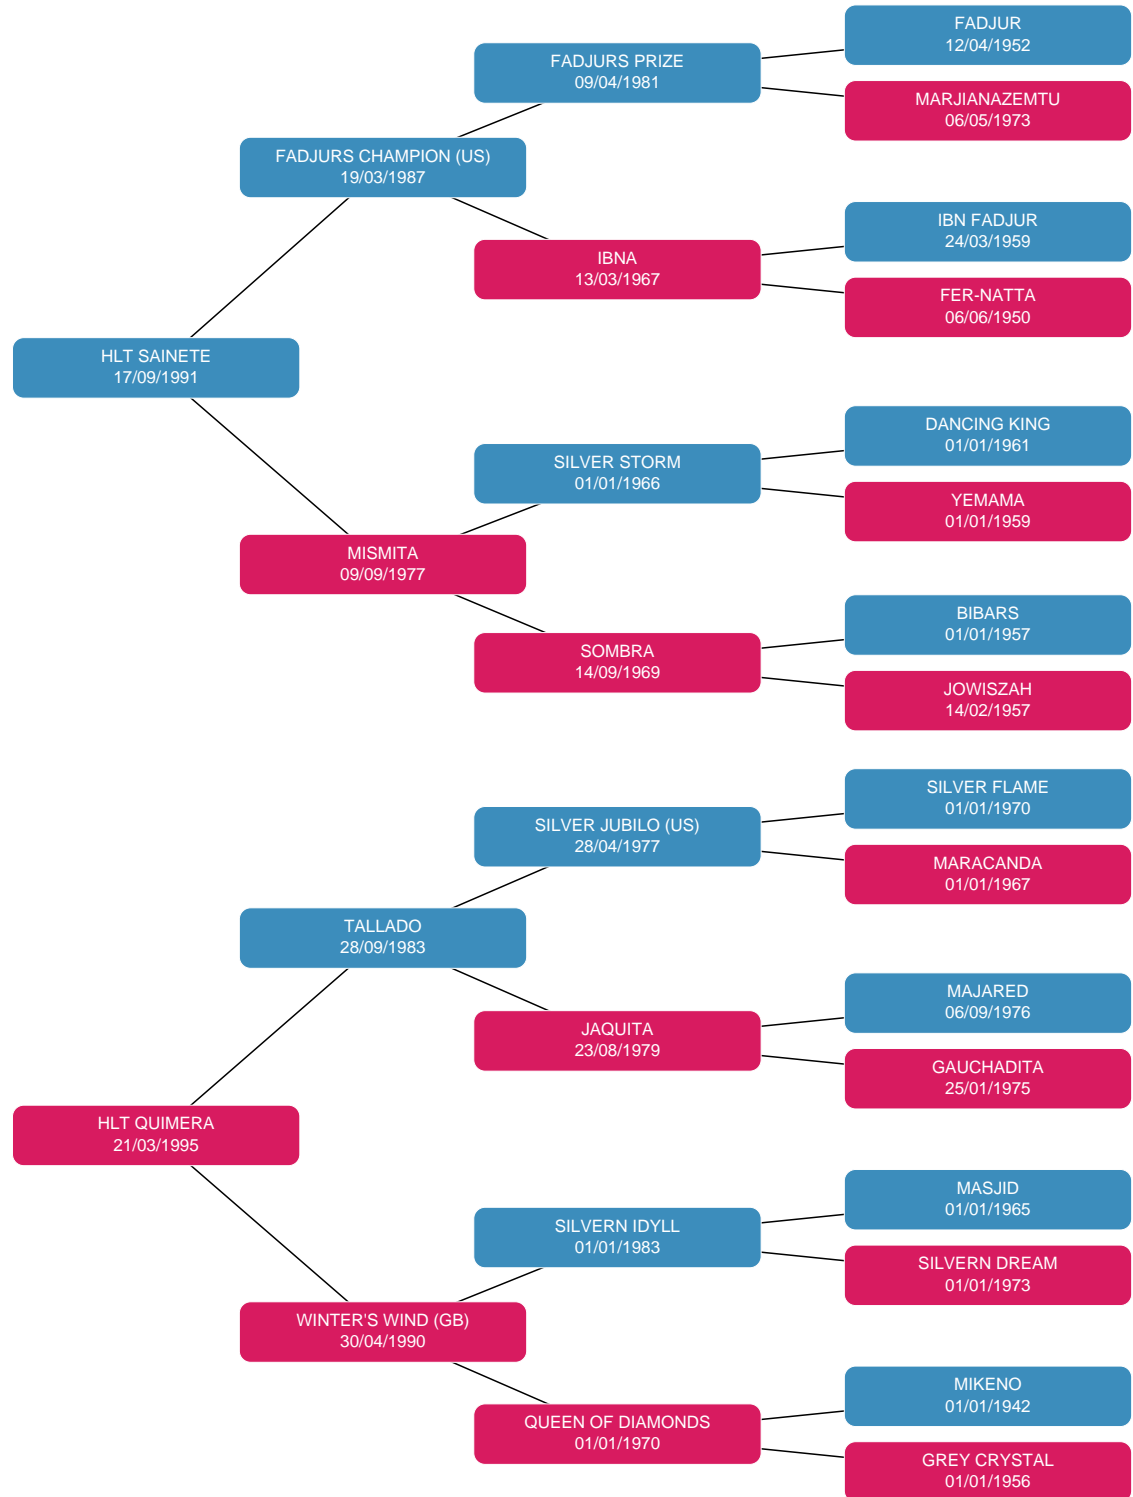 FADJUR
12/04/1952
FADJURS PRIZE
09/04/1981
MARJIANAZEMTU
06/05/1973
FADJURS CHAMPION (US)
19/03/1987
IBN FADJUR
24/03/1959
IBNA
13/03/1967
FER-NATTA
06/06/1950
HLT SAINETE
17/09/1991
DANCING KING
01/01/1961
SILVER STORM
01/01/1966
YEMAMA
01/01/1959
MISMITA
09/09/1977
BIBARS
01/01/1957
SOMBRA
14/09/1969
JOWISZAH
14/02/1957
SILVER FLAME
01/01/1970
SILVER JUBILO (US)
28/04/1977
MARACANDA
01/01/1967
TALLADO
28/09/1983
MAJARED
06/09/1976
JAQUITA
23/08/1979
GAUCHADITA
25/01/1975
HLT QUIMERA
21/03/1995
MASJID
01/01/1965
SILVERN IDYLL
01/01/1983
SILVERN DREAM
01/01/1973
WINTER'S WIND (GB)
30/04/1990
MIKENO
01/01/1942
QUEEN OF DIAMONDS
01/01/1970
GREY CRYSTAL
01/01/1956